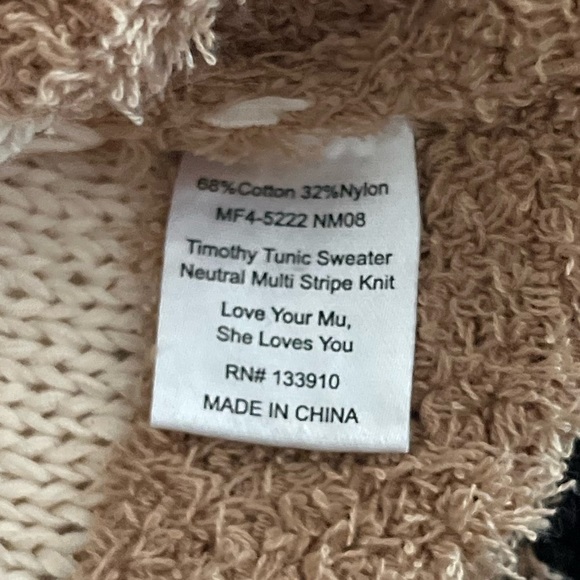 68%Cotton 32%Nylon
MF4-5222 NM08
Timothy Tunic Sweater
Neutral Multi Stripe Knit
Love Your Mu,
She Loves You
RN# 133910
MADE IN CHINA